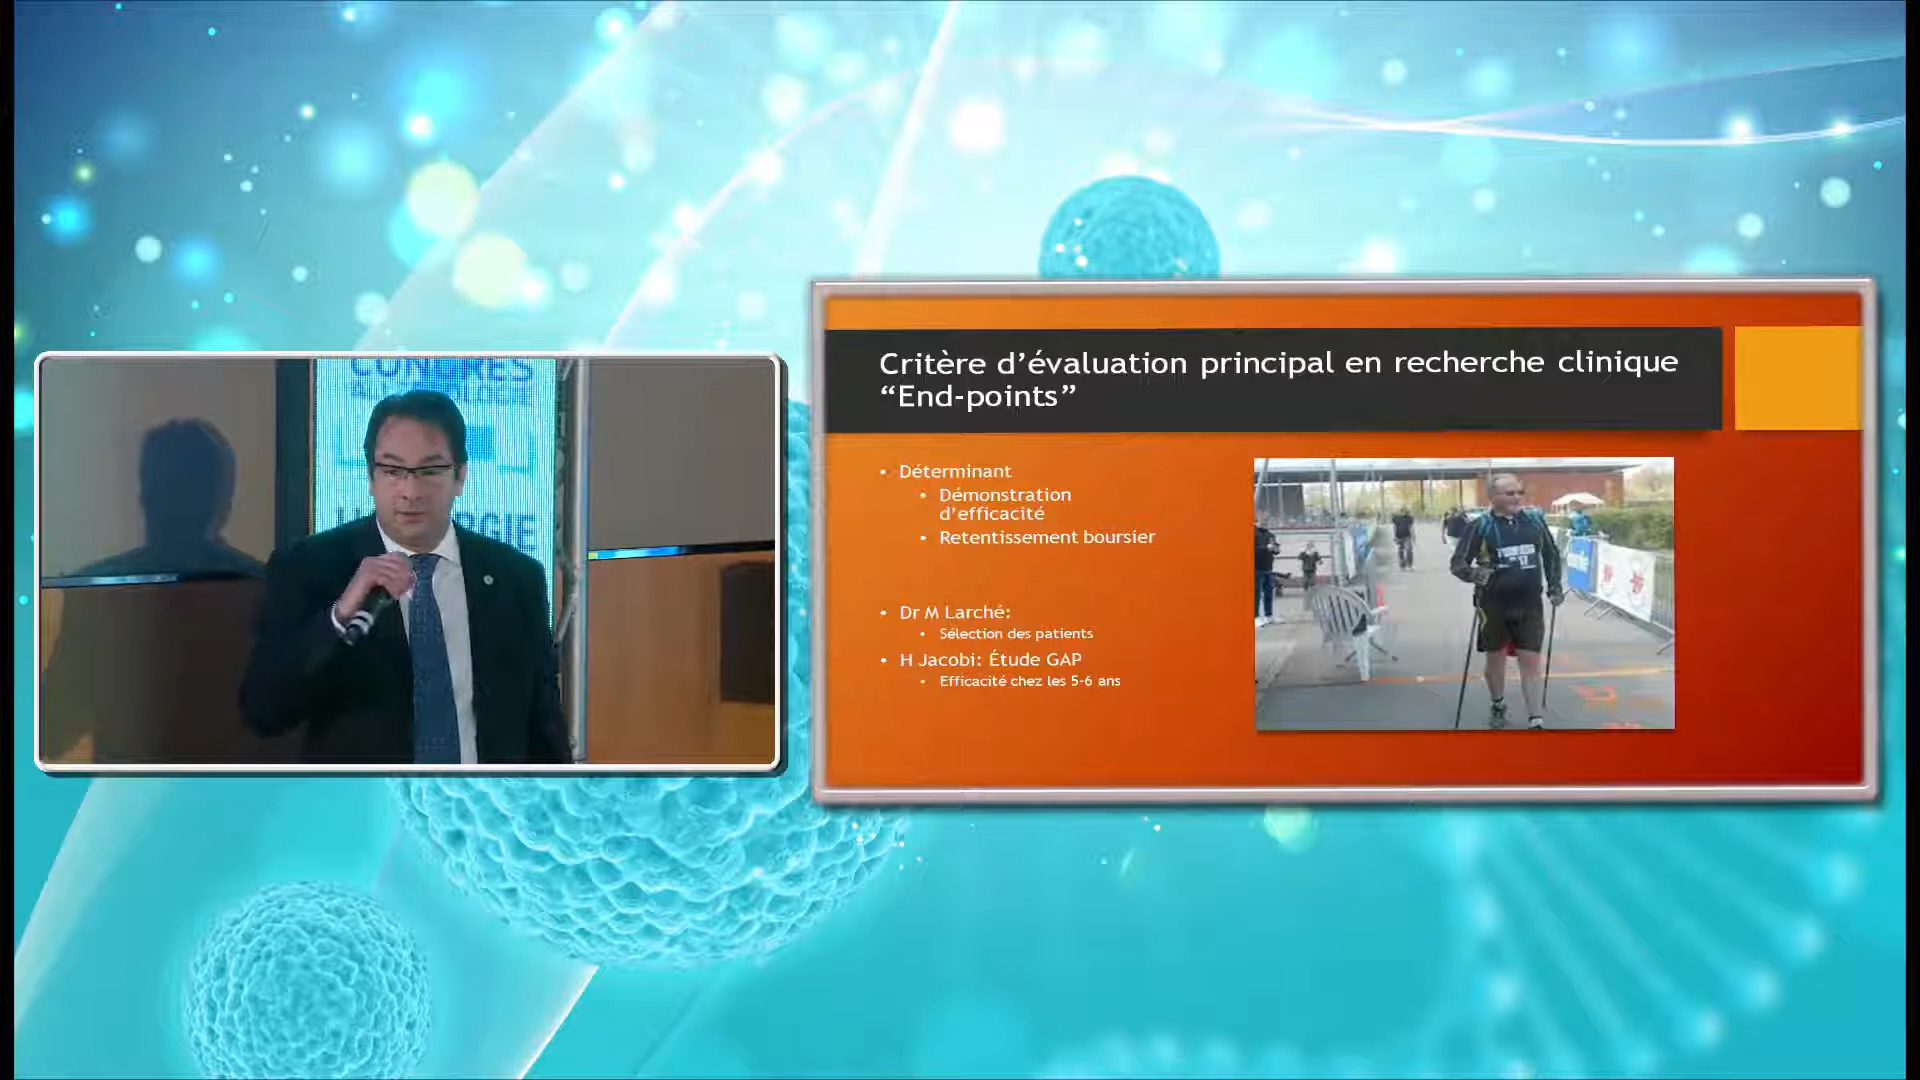 CONGRÈS
Critère d’évaluation principal en recherche clinique
“End-points”
• Déterminant
• Démonstration
d’efficacité
• Retentissement boursier
• Dr M Larché:
• Sélection des patients
• H Jacobi: Étude GAP
• Efficacité chez les 5-6 ans